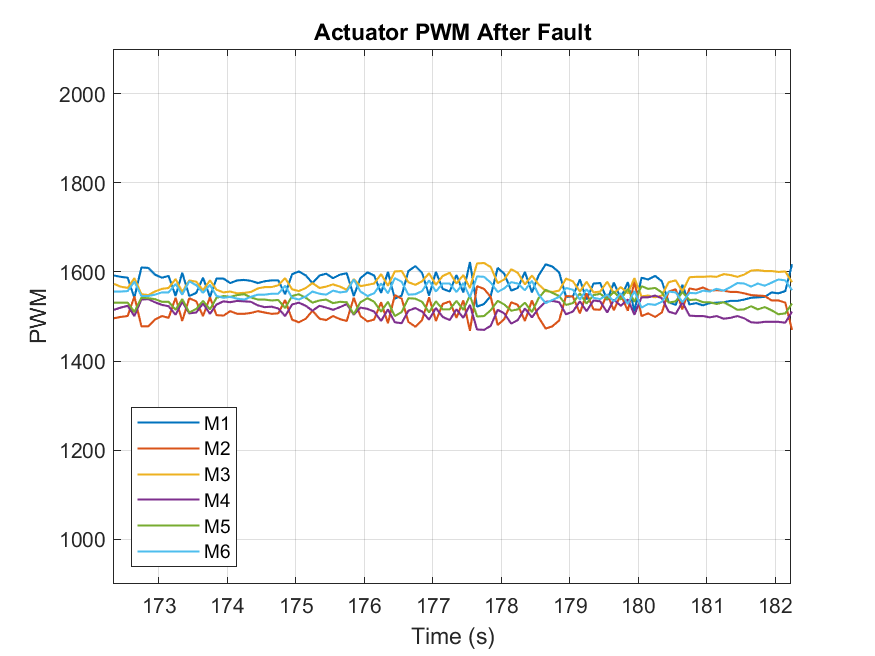 Actuator PWM After Fault
2000
1800
1600
1400
1200
1000
PWM
M1
M2
M3
M4
M5
M6
173 174 175 176 177 178 179 180 181 182
Time (s)